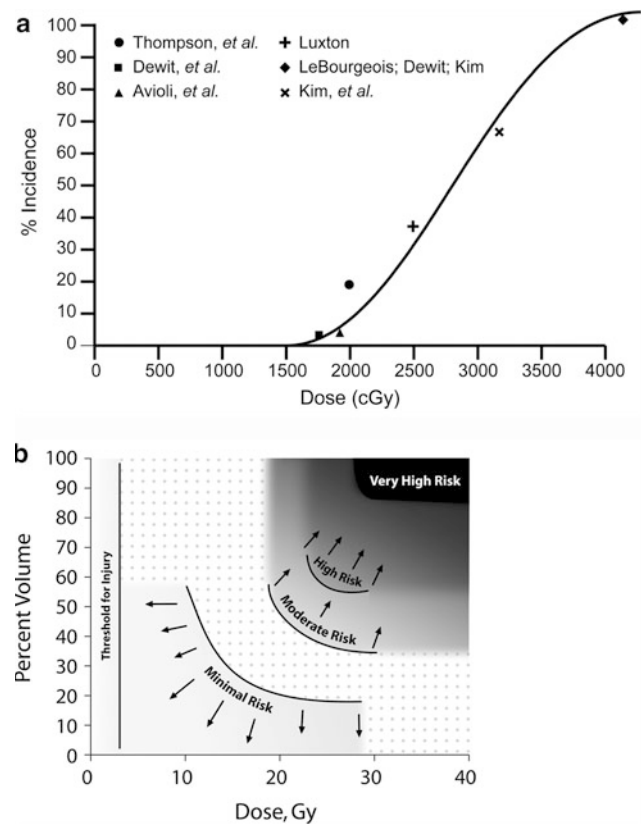 a
100
90
80
70
60
50
40
30
20
10
0
% Incidence
Thompson, et al.
Dewit, et al.
Avioli, et al.
Luxton
LeBourgeois; Dewit; Kim
Kim, et al.
0 500 1000 1500 2000 2500 3000 3500 4000
Dose (cGy)
b
100
90
80
70
60
50
40
30
20
10
0
Percent Volume
Threshold for Injury
Very High Risk
High Risk
Moderate Risk
Minimal Risk
0 10 20 30 40
Dose, Gy